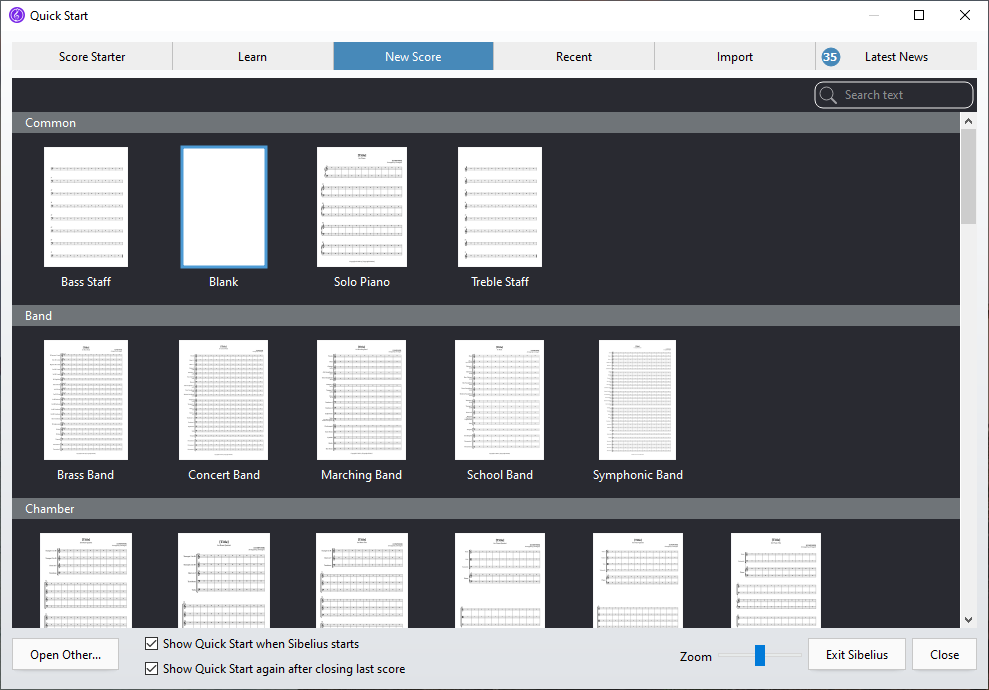 Quick Start
Score Starter
Learn
New Score
Recent
Import
35 Latest News
Search text
Common
Bass Staff
Blank
Solo Piano
Treble Staff
Band
Brass Band
Concert Band
Marching Band
School Band
Symphonic Band
Chamber
Open Other...
Show Quick Start when Sibelius starts
Show Quick Start again after closing last score
Zoom
Exit Sibelius
Close